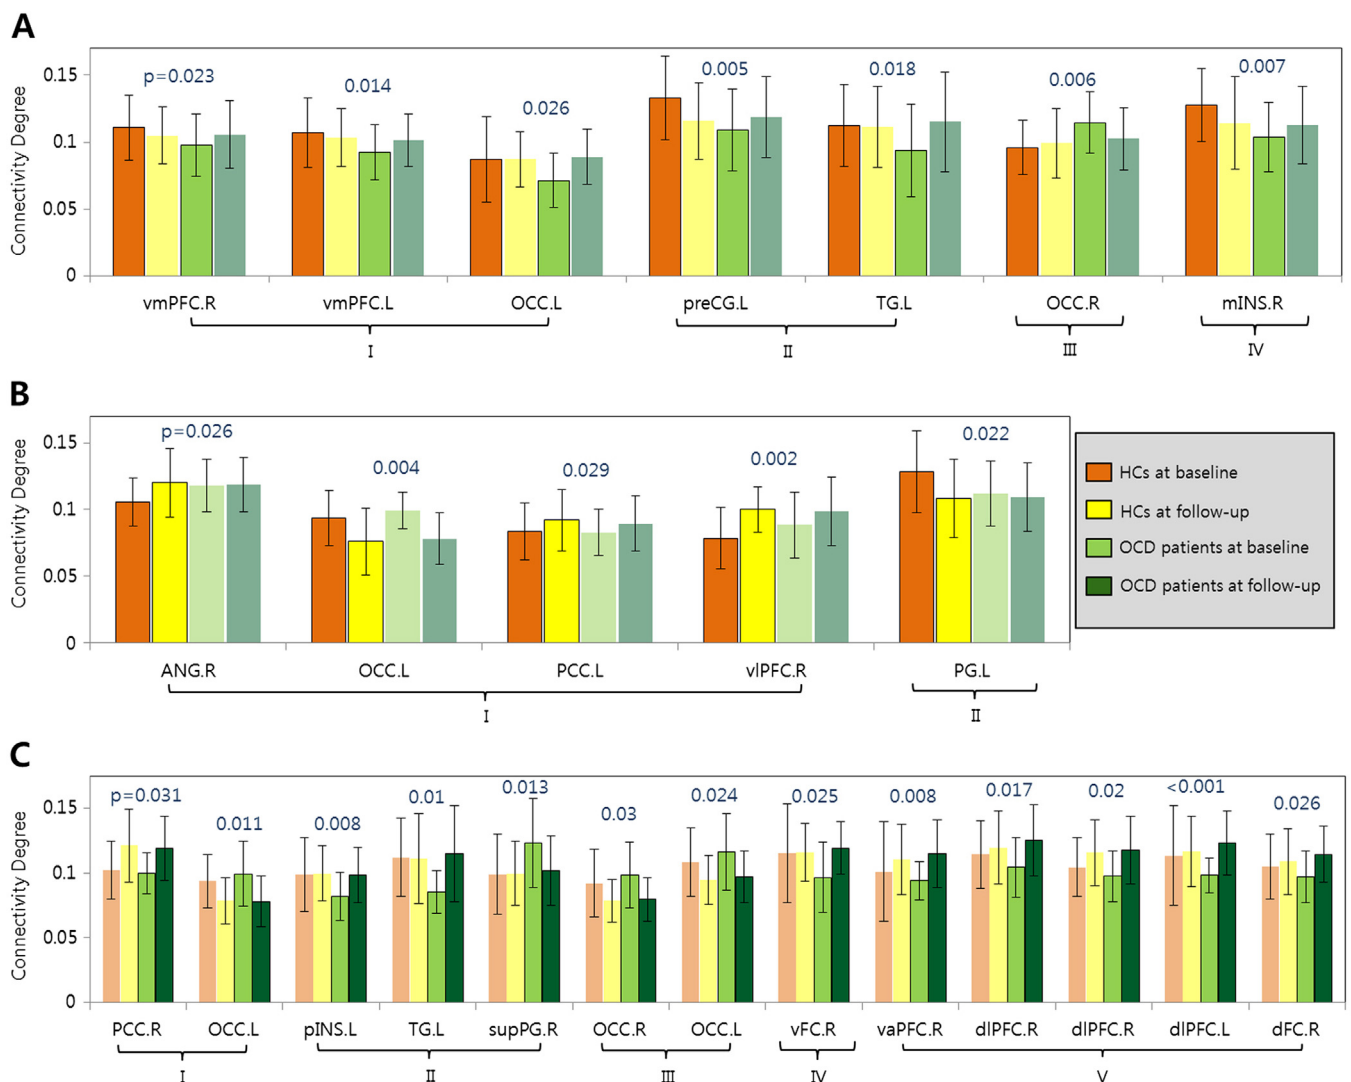 A
Connectivity Degree
0.15
0.1
0.05
0
p=0.023
0.014
0.026
0.005
0.018
0.006
0.007
vmPFC.R
vmPFC.L
OCC.L
preCG.L
TG.L
OCC.R
mINS.R
I
II
III
IV
B
Connectivity Degree
0.15
0.1
0.05
0
p=0.026
0.004
0.029
0.002
0.022
ANG.R
OCC.L
PCC.L
vlPFC.R
PG.L
I
II
HCs at baseline
HCs at follow-up
OCD patients at baseline
OCD patients at follow-up
C
Connectivity Degree
0.15
0.1
0.05
0
p=0.031
0.011
0.008
0.01
0.013
0.03
0.024
0.025
0.008
0.017
0.02
<0.001
0.026
PCC.R
OCC.L
pINS.L
TG.L
supPG.R
OCC.R
OCC.L
vFC.R
vaPFC.R
dlPFC.R
dlPFC.R
dlPFC.L
dFC.R
I
II
III
IV
V